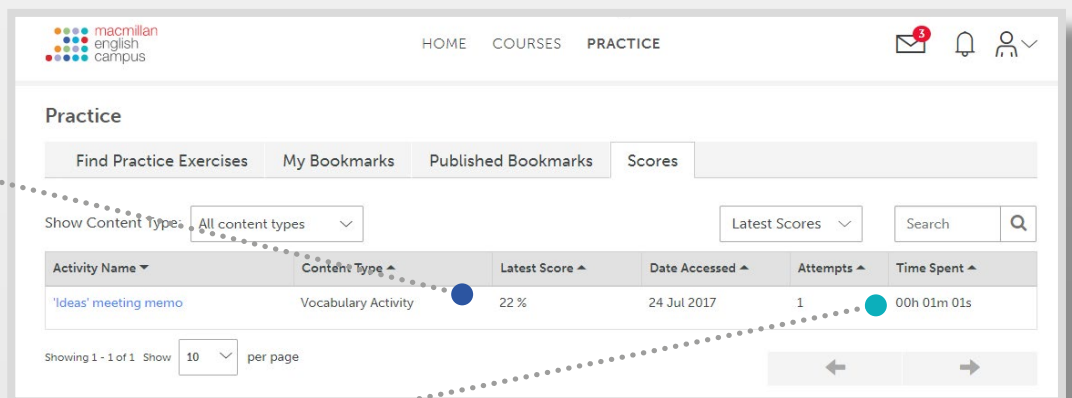 macmillan
english
campus
HOME COURSES PRACTICE
3
Practice
Find Practice Exercises My Bookmarks Published Bookmarks Scores
Show Content Type: All content types Latest Scores Search
Activity Name Content Type Latest Score Date Accessed Attempts Time Spent
'Ideas' meeting memo Vocabulary Activity 22 % 24 Jul 2017 1 00h 01m 01s
Showing 1 - 1 of 1 Show 10 per page